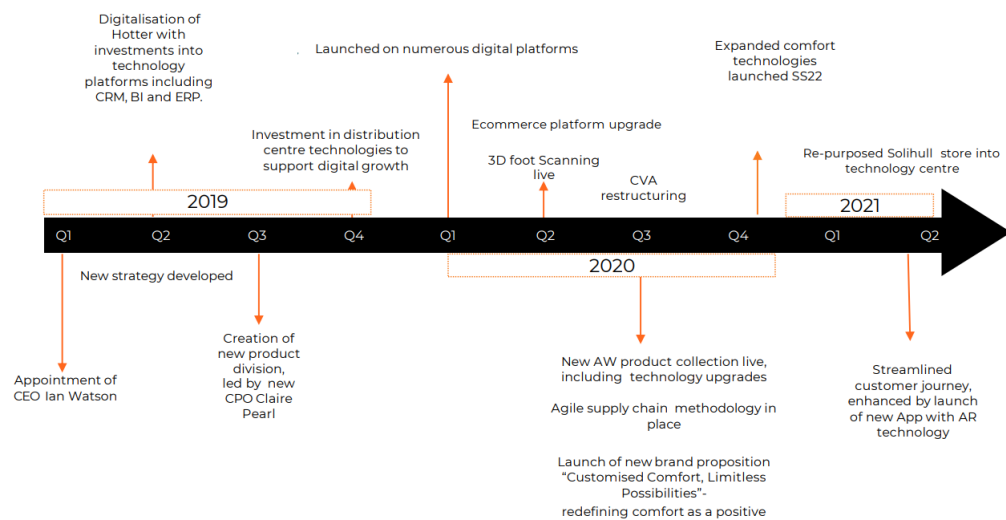 Digitalisation of
Hotter with
investments into
technology
platforms including
CRM, BI and ERP.
Investment in distribution
centre technologies to
support digital growth
. Launched on numerous digital platforms
Ecommerce platform upgrade
3D foot Scanning
live
CVA
restructuring
Expanded comfort
technologies
launched SS22
Re-purposed Solihull store into
technology centre
2019
2021
Q1 Q2 Q3 Q4 Q1 Q2 Q3 Q4 Q1 Q2
2020
New strategy developed
Appointment of
CEO Ian Watson
Creation of
new product
division,
led by new
CPO Claire
Pearl
New AW product collection live,
including technology upgrades
Agile supply chain methodology in
place
Launch of new brand proposition
“Customised Comfort, Limitless
Possibilities”-
redefining comfort as a positive
Streamlined
customer journey,
enhanced by launch
of new App with AR
technology